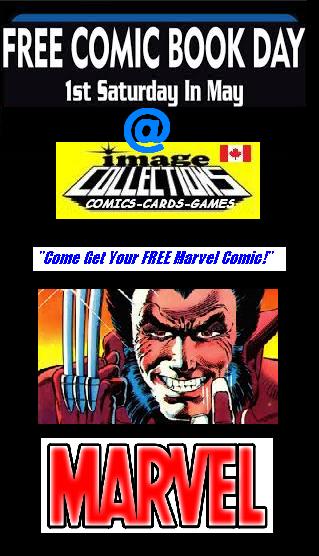 FREE COMIC BOOK DAY
1st Saturday In May
@
image
COLLECTIONS
COMICS-CARDS-GAMES
"Come Get Your FREE Marvel Comic!"
MARVEL